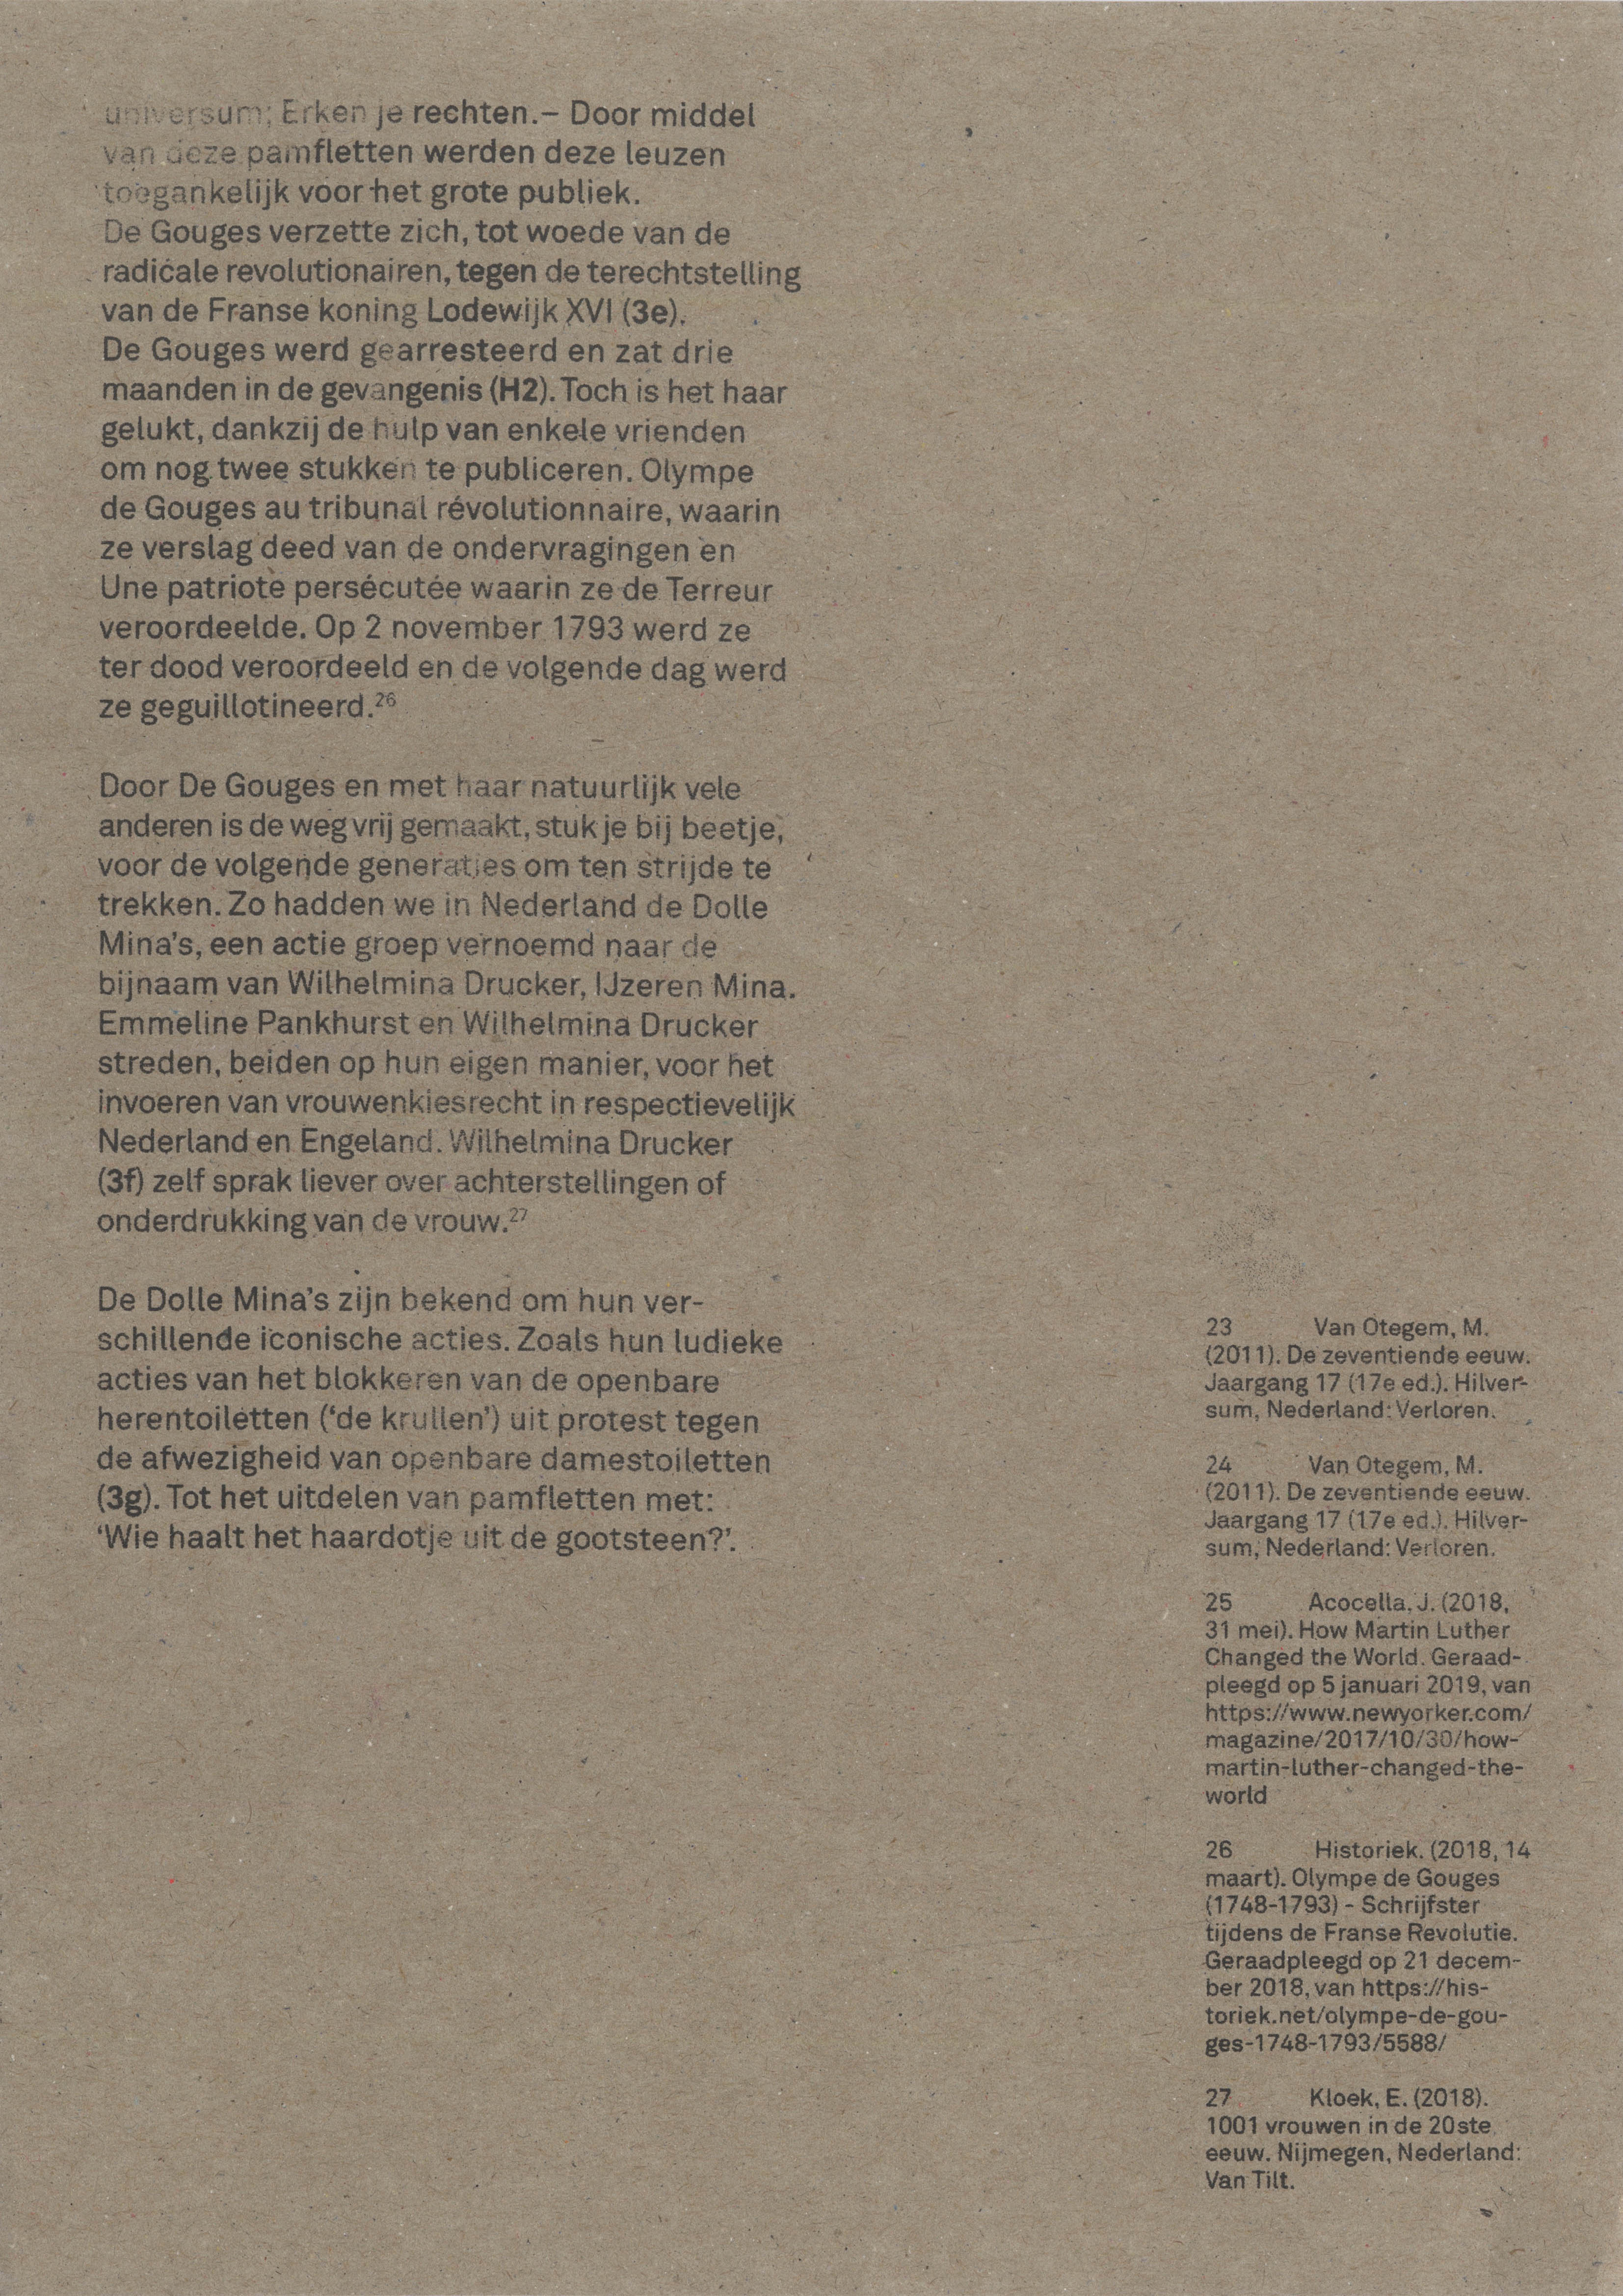 universum; Erken je rechten.– Door middel
van deze pamfletten werden deze leuzen
toegankelijk voor het grote publiek.
De Gouges verzette zich, tot woede van de
radicale revolutionairen, tegen de terechtstelling
van de Franse koning Lodewijk XVI (3e).
De Gouges werd gearresteerd en zat drie
maanden in de gevangenis (H2). Toch is het haar
gelukt, dankzij de hulp van enkele vrienden
om nog twee stukken te publiceren. Olympe
de Gouges au tribunal révolutionnaire, waarin
ze verslag deed van de ondervragingen en
Une patriote persécutée waarin ze de Terreur
veroordeelde. Op 2 november 1793 werd ze
ter dood veroordeeld en de volgende dag werd
ze geguillotineerd.26
Door De Gouges en met haar natuurlijk vele
anderen is de weg vrij gemaakt, stuk je bij beetje,
voor de volgende generaties om ten strijde te
trekken. Zo hadden we in Nederland de Dolle
Mina's, een actie groep vernoemd naar de
bijnaam van Wilhelmina Drucker, IJzeren Mina.
Emmeline Pankhurst en Wilhelmina Drucker
streden, beiden op hun eigen manier, voor het
invoeren van vrouwenkiesrecht in respectievelijk
Nederland en Engeland. Wilhelmina Drucker
(3f) zelf sprak liever over achterstellingen of
onderdrukking van de vrouw.27
De Dolle Mina's zijn bekend om hun ver-
schillende iconische acties. Zoals hun ludieke
acties van het blokkeren van de openbare
herentoiletten ('de krullen') uit protest tegen
de afwezigheid van openbare damestoiletten
(3g). Tot het uitdelen van pamfletten met:
'Wie haalt het haardotje uit de gootsteen?'.
23 Van Otegem, M.
(2011). De zeventiende eeuw.
Jaargang 17 (17e ed.). Hilver-
sum, Nederland: Verloren.
24 Van Otegem, M.
(2011). De zeventiende eeuw.
Jaargang 17 (17e ed.). Hilver-
sum, Nederland: Verloren.
25 Acocella, J. (2018,
31 mei). How Martin Luther
Changed the World. Geraad-
pleegd op 5 januari 2019, van
https://www.newyorker.com/
magazine/2017/10/30/how-
martin-luther-changed-the-
world
26 Historiek. (2018, 14
maart). Olympe de Gouges
(1748-1793) - Schrijfster
tijdens de Franse Revolutie.
Geraadpleegd op 21 decem-
ber 2018, van https://his-
toriek.net/olympe-de-gou-
ges-1748-1793/5588/
27 Kloek, E. (2018).
1001 vrouwen in de 20ste
eeuw. Nijmegen, Nederland:
Van Tilt.